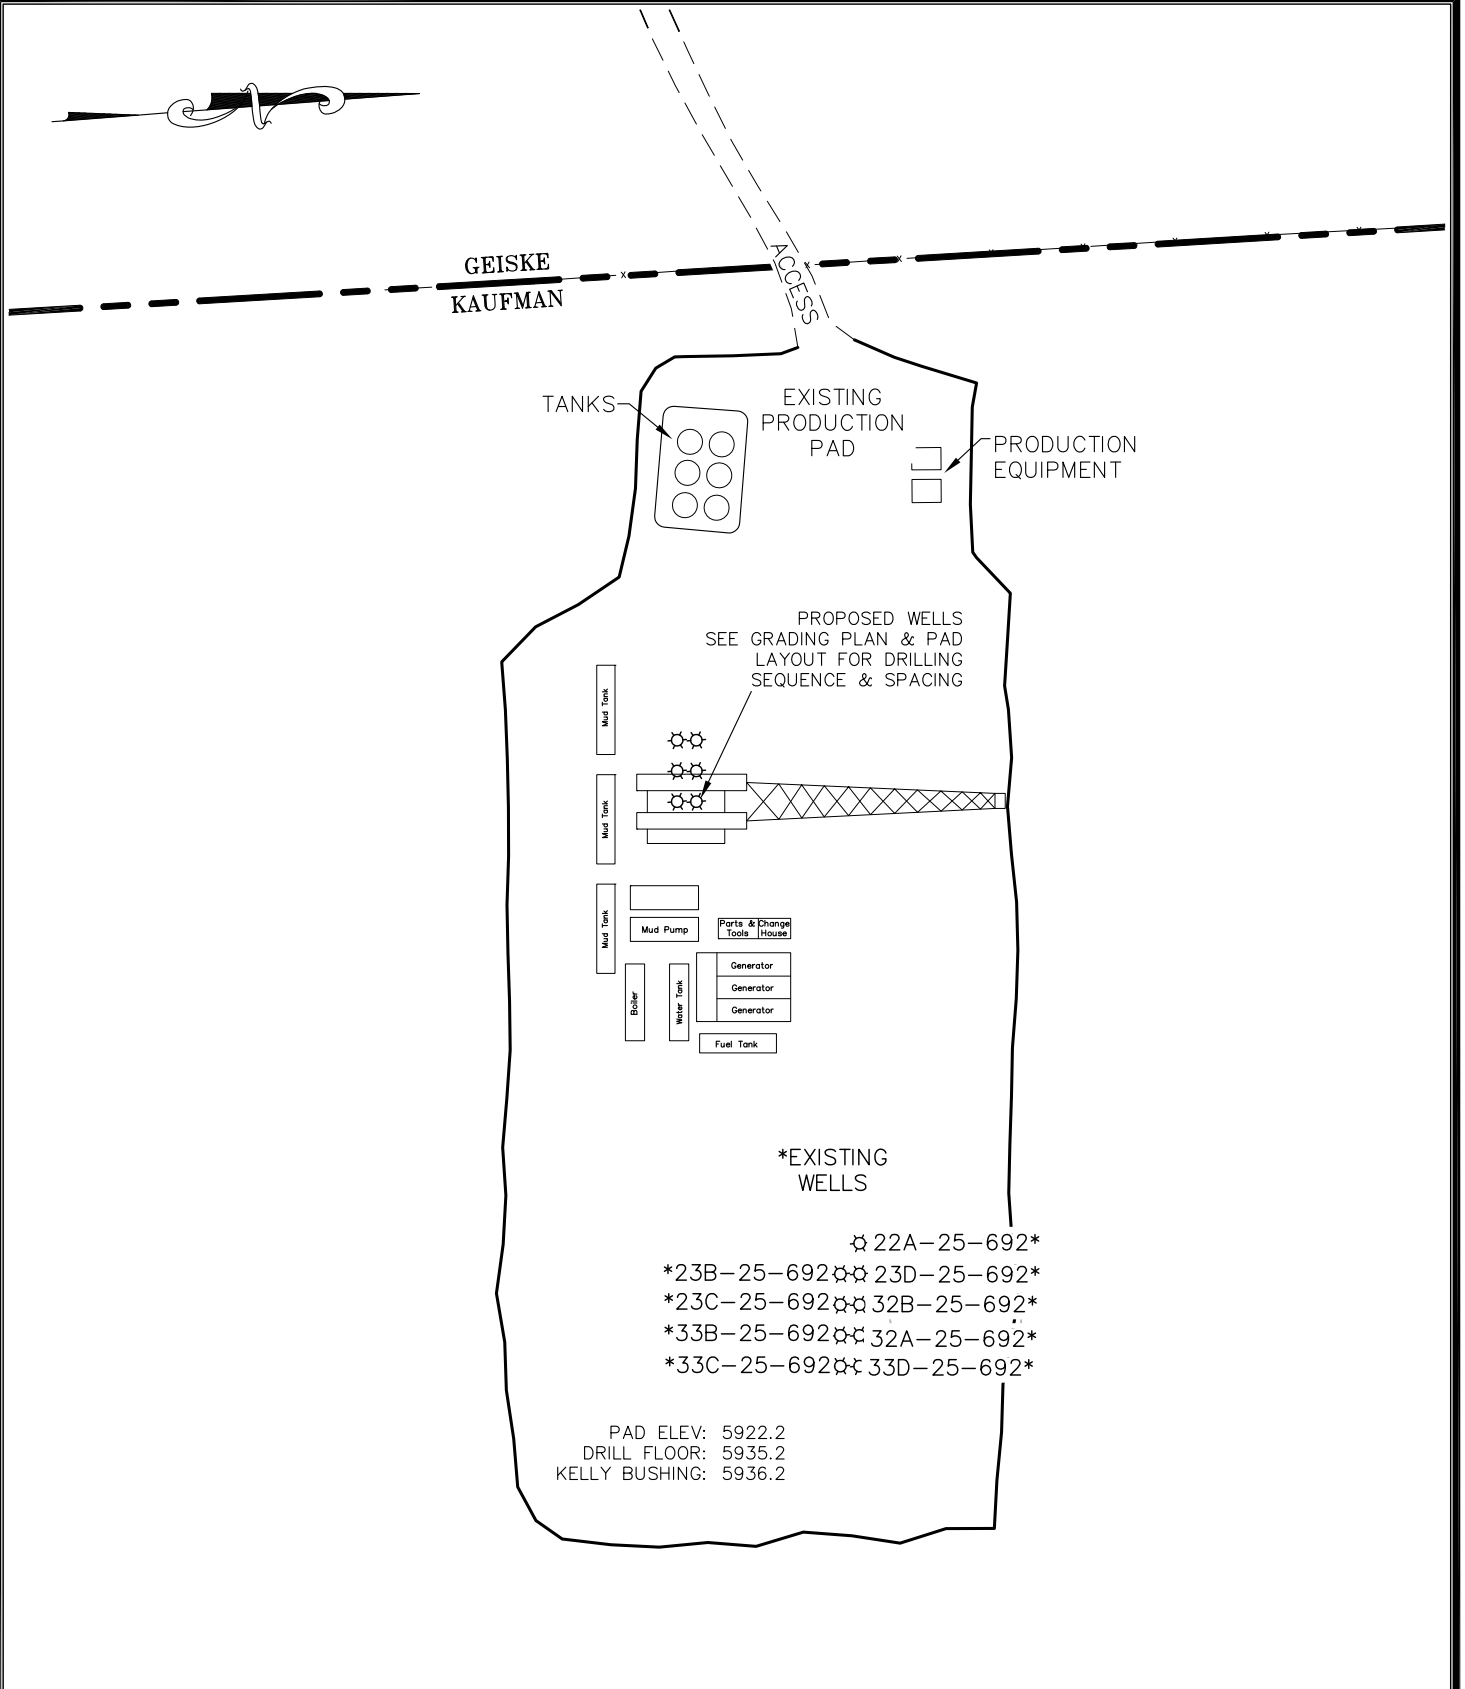 N
GEISKE
KAUFMAN
ACCESS
TANKS
EXISTING
PRODUCTION
PAD
PRODUCTION
EQUIPMENT
PROPOSED WELLS
SEE GRADING PLAN & PAD
LAYOUT FOR DRILLING
SEQUENCE & SPACING
Mud Tank
Mud Tank
Mud Tank
Mud Pump
Parts &
Tools
Change
House
Boiler
Water Tank
Generator
Generator
Generator
Fuel Tank
*EXISTING
WELLS
22A-25-692*
*23B-25-692 23D-25-692*
*23C-25-692 32B-25-692*
*33B-25-692 32A-25-692*
*33C-25-692 33D-25-692*
PAD ELEV: 5922.2
DRILL FLOOR: 5935.2
KELLY BUSHING: 5936.2